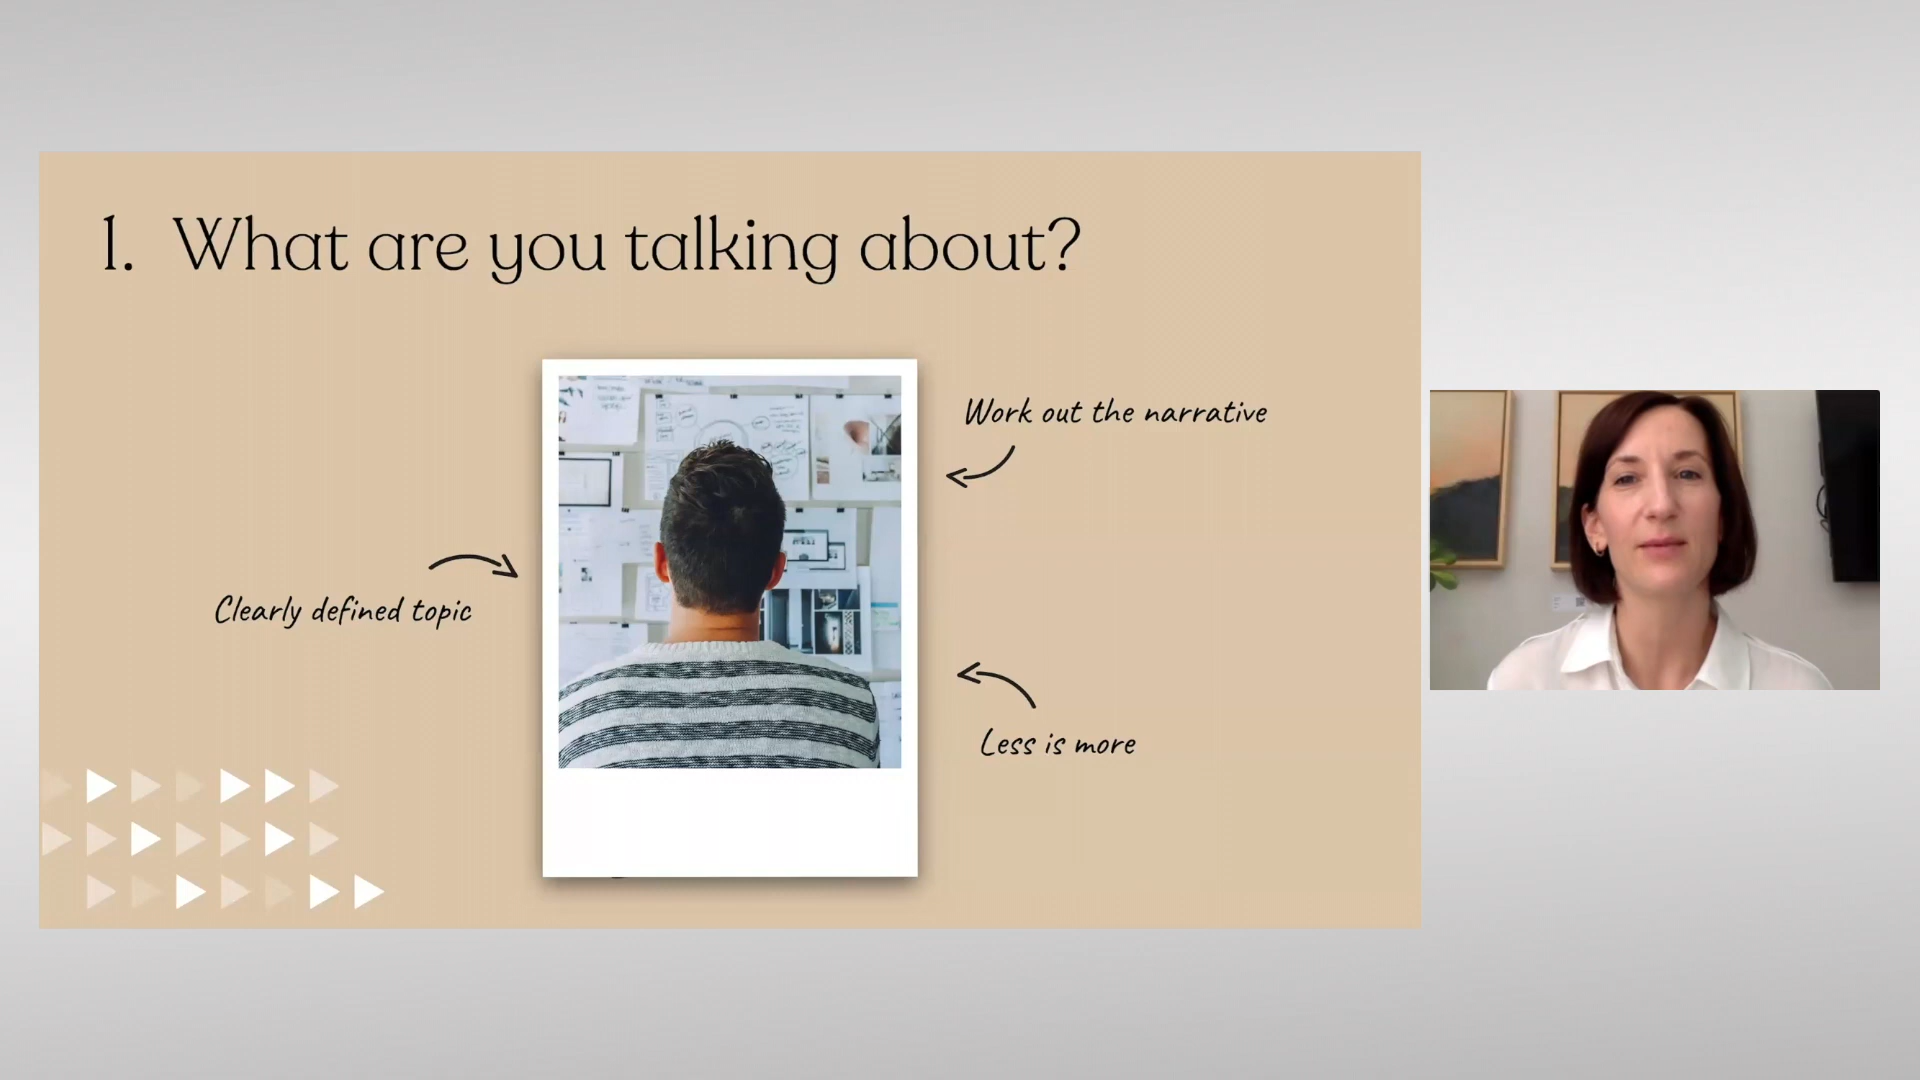 1. What are you talking about?
Work out the narrative
Clearly defined topic
Less is more